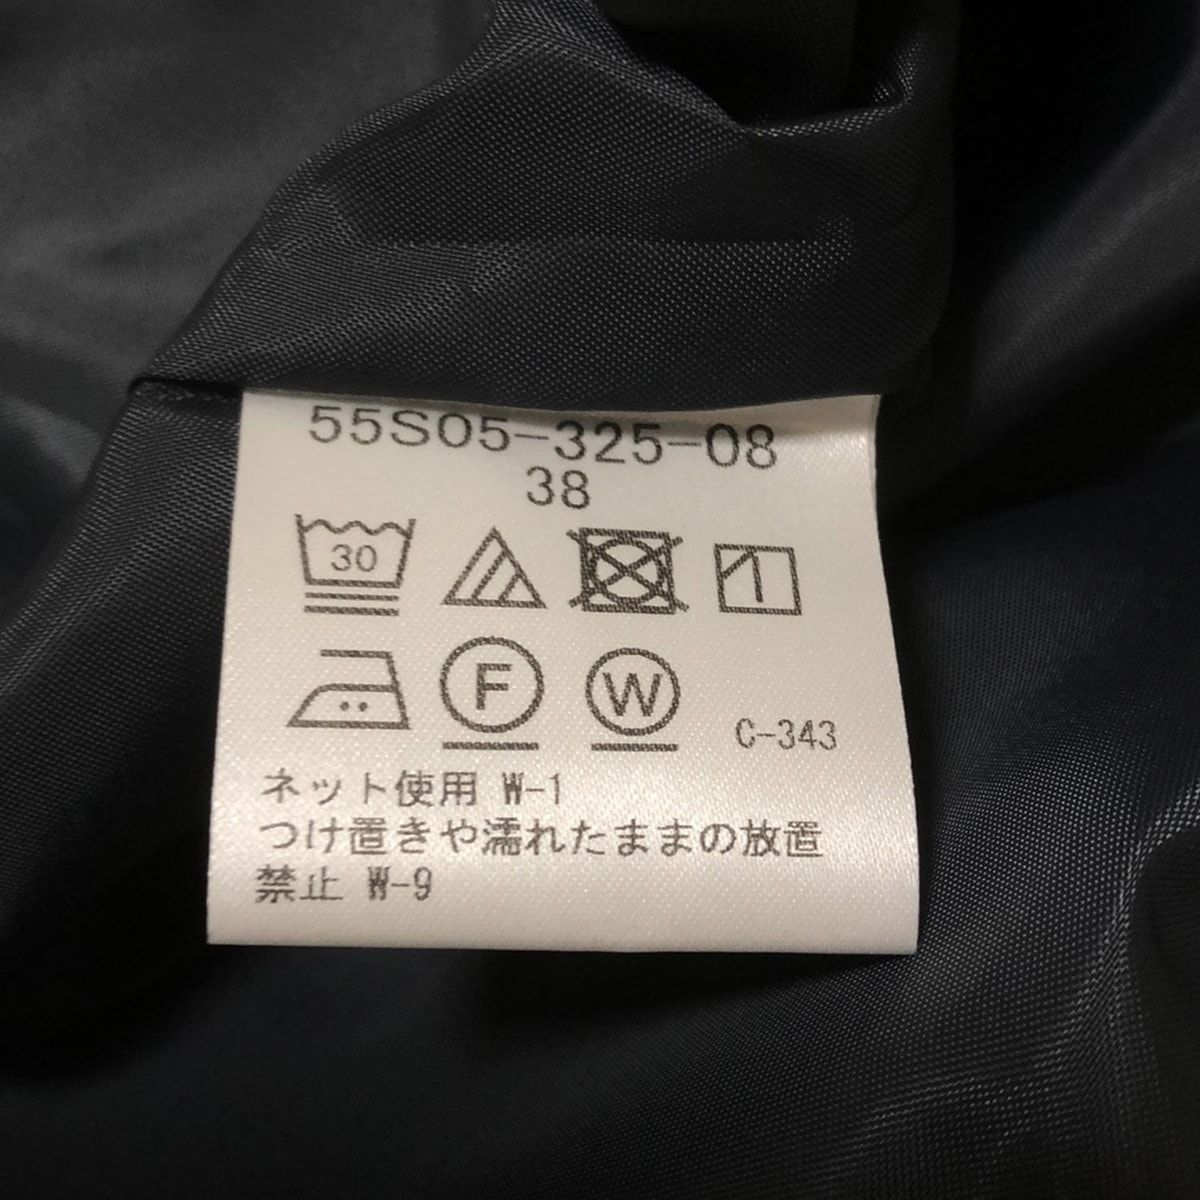 55S05-325-08
38
30
F W C-343
ネット使用 W-1
つけ置きや濡れたままの放置
禁止 W-9